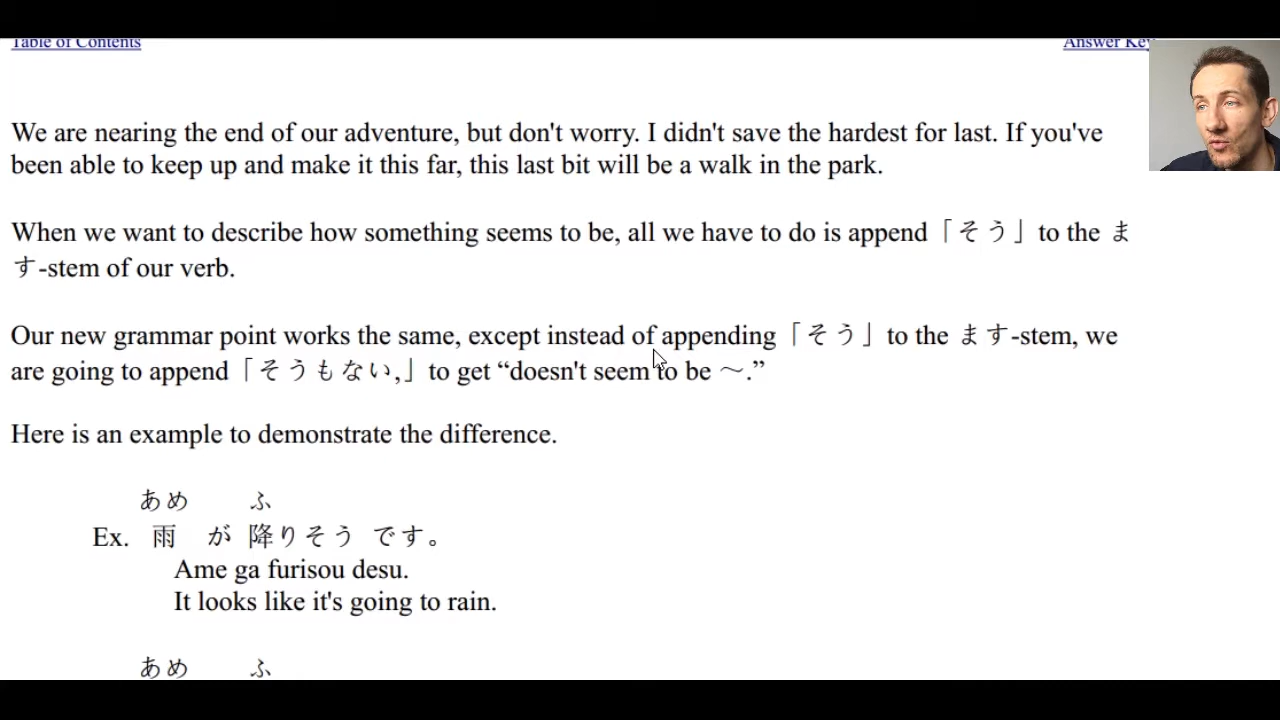 Table of Contents
Answer Key
We are nearing the end of our adventure, but don't worry. I didn't save the hardest for last. If you've
been able to keep up and make it this far, this last bit will be a walk in the park.
When we want to describe how something seems to be, all we have to do is append「そう」to the ま
す-stem of our verb.
Our new grammar point works the same, except instead of appending「そう」to the ます-stem, we
are going to append「そうもない,」to get “doesn't seem to be 〜.”
Here is an example to demonstrate the difference.
あめ ふ
Ex. 雨 が 降りそう です。
Ame ga furisou desu.
It looks like it's going to rain.
あめ ふ